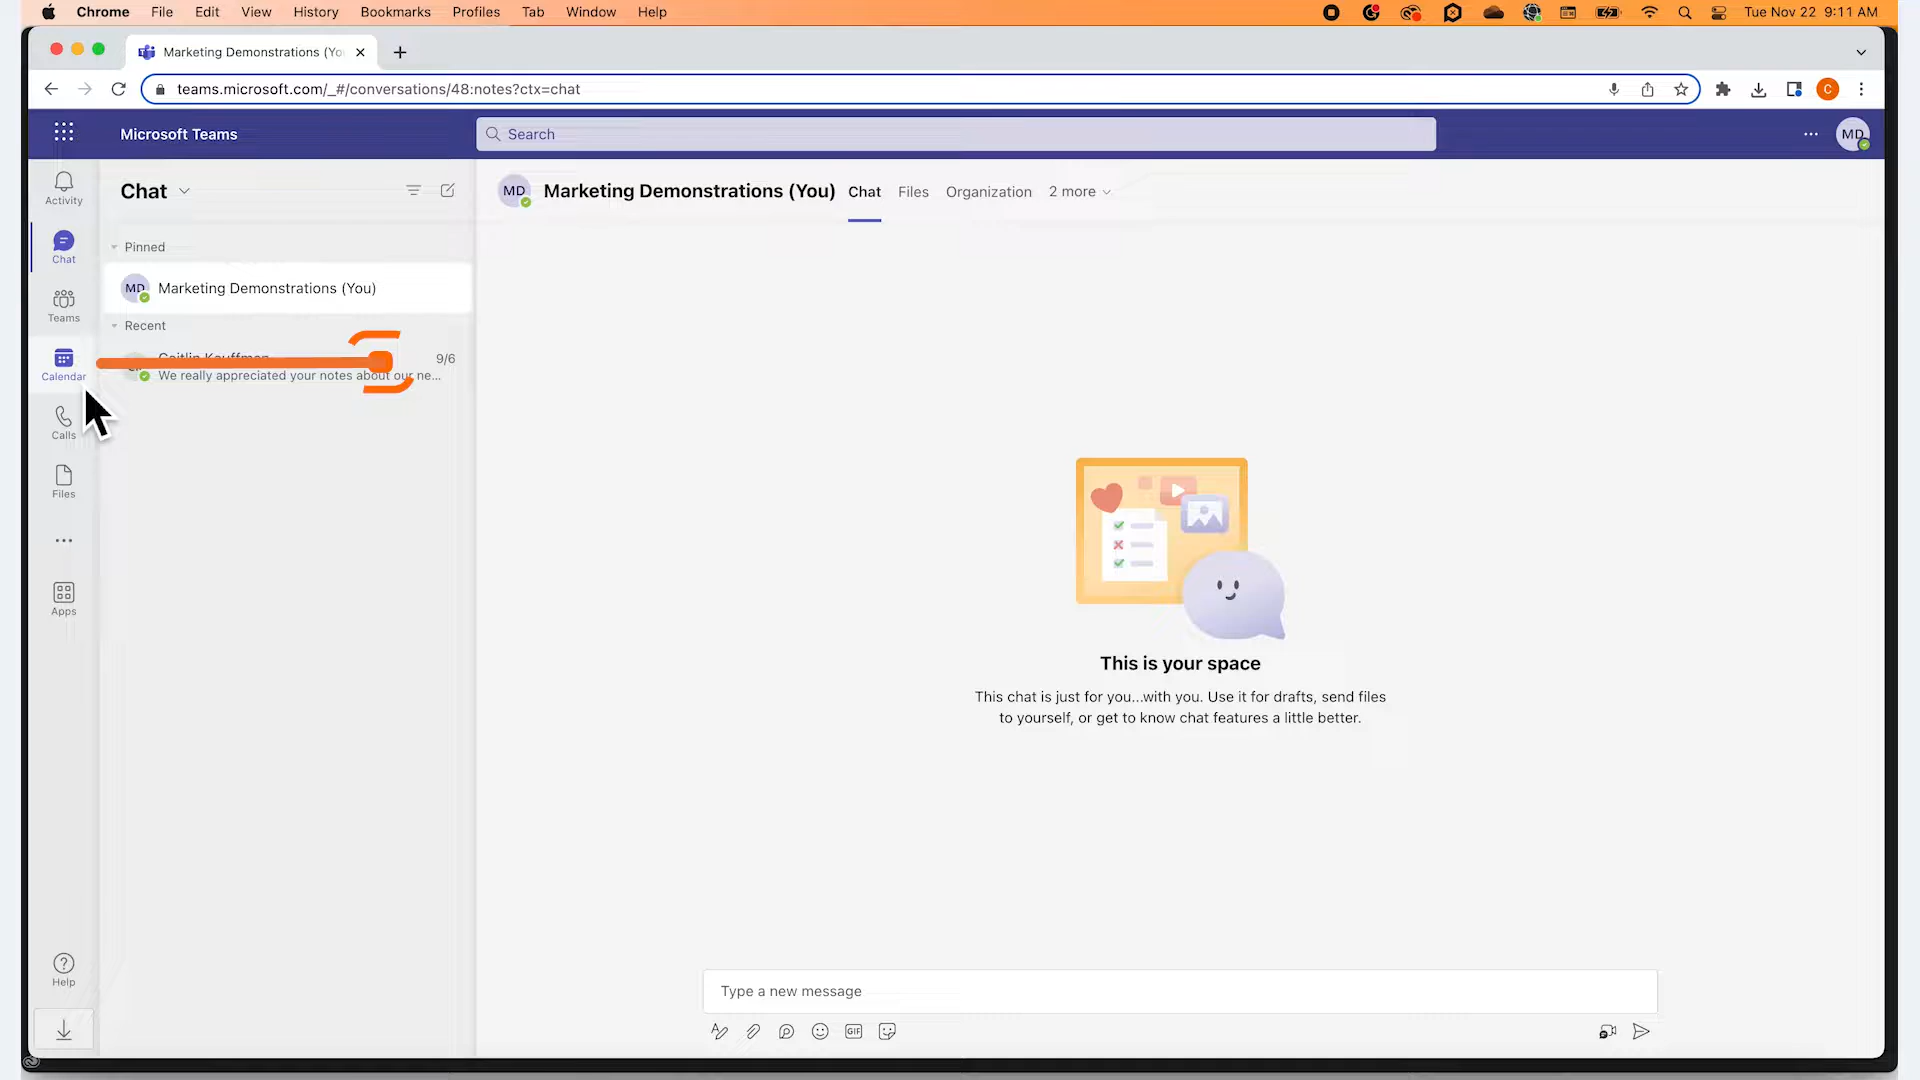 Chrome File Edit View History Bookmarks Profiles Tab Window Help Tue Nov 22 9:11 AM
Marketing Demonstrations (Yo
teams.microsoft.com/_#/conversations/48:notes?ctx=chat C
Microsoft Teams Search MD
Activity
Chat
Teams
Calendar
Calls
Files
Apps
Help
Chat
Pinned
MD Marketing Demonstrations (You)
Recent
Caitlin Kauffman 9/6
We really appreciated your notes about our ne...
MD Marketing Demonstrations (You) Chat Files Organization 2 more
This is your space
This chat is just for you...with you. Use it for drafts, send files
to yourself, or get to know chat features a little better.
Type a new message
GIF